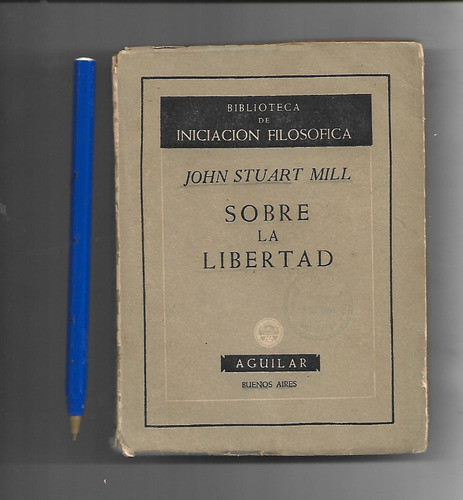 BIBLIOTECA
DE
INICIACION FILOSOFICA
JOHN STUART MILL
SOBRE
LA
LIBERTAD
AGUILAR
BUENOS AIRES